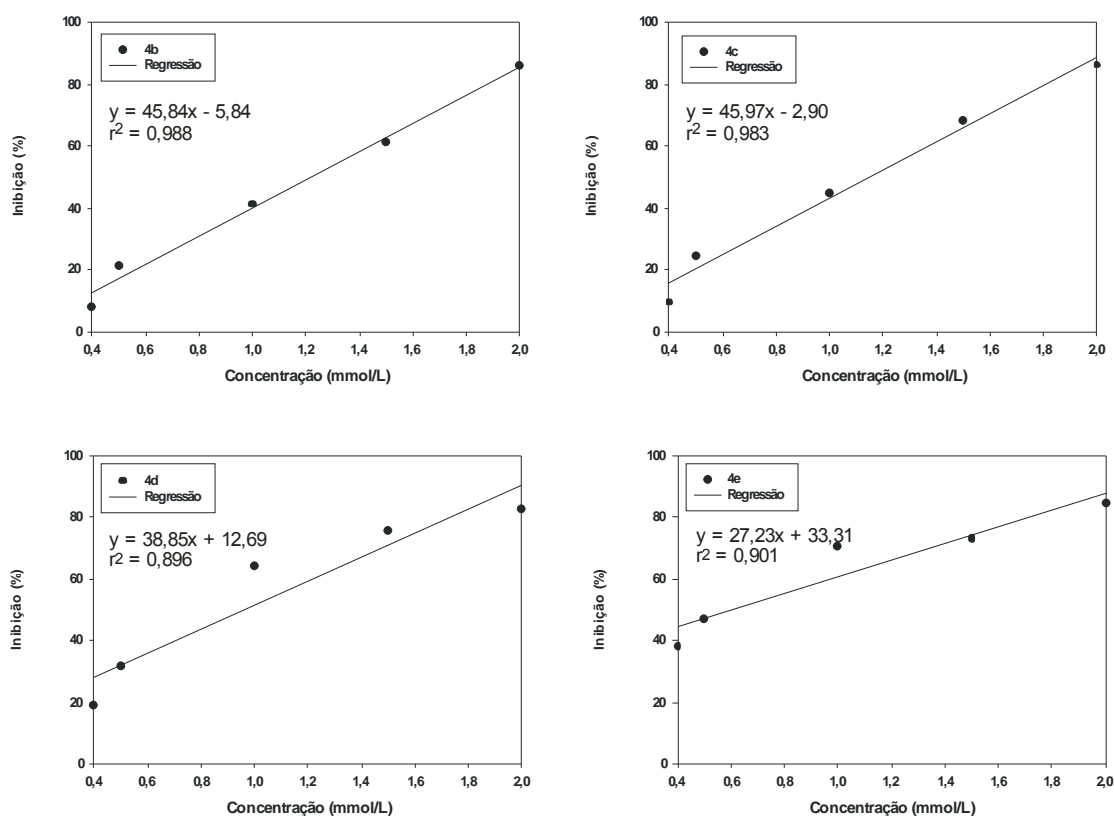 4b
Regressão
y = 45,84x - 5,84
r2 = 0,988
100
80
60
40
20
0
Inibição (%)
0,4 0,6 0,8 1,0 1,2 1,4 1,6 1,8 2,0
Concentração (mmol/L)
4c
Regressão
y = 45,97x - 2,90
r2 = 0,983
100
80
60
40
20
0
Inibição (%)
0,4 0,6 0,8 1,0 1,2 1,4 1,6 1,8 2,0
Concentração (mmol/L)
4d
Regressão
y = 38,85x + 12,69
r2 = 0,896
100
80
60
40
20
0
Inibição (%)
0,4 0,6 0,8 1,0 1,2 1,4 1,6 1,8 2,0
Concentração (mmol/L)
4e
Regressão
y = 27,23x + 33,31
r2 = 0,901
100
80
60
40
20
0
Inibição (%)
0,4 0,6 0,8 1,0 1,2 1,4 1,6 1,8 2,0
Concentração (mmol/L)